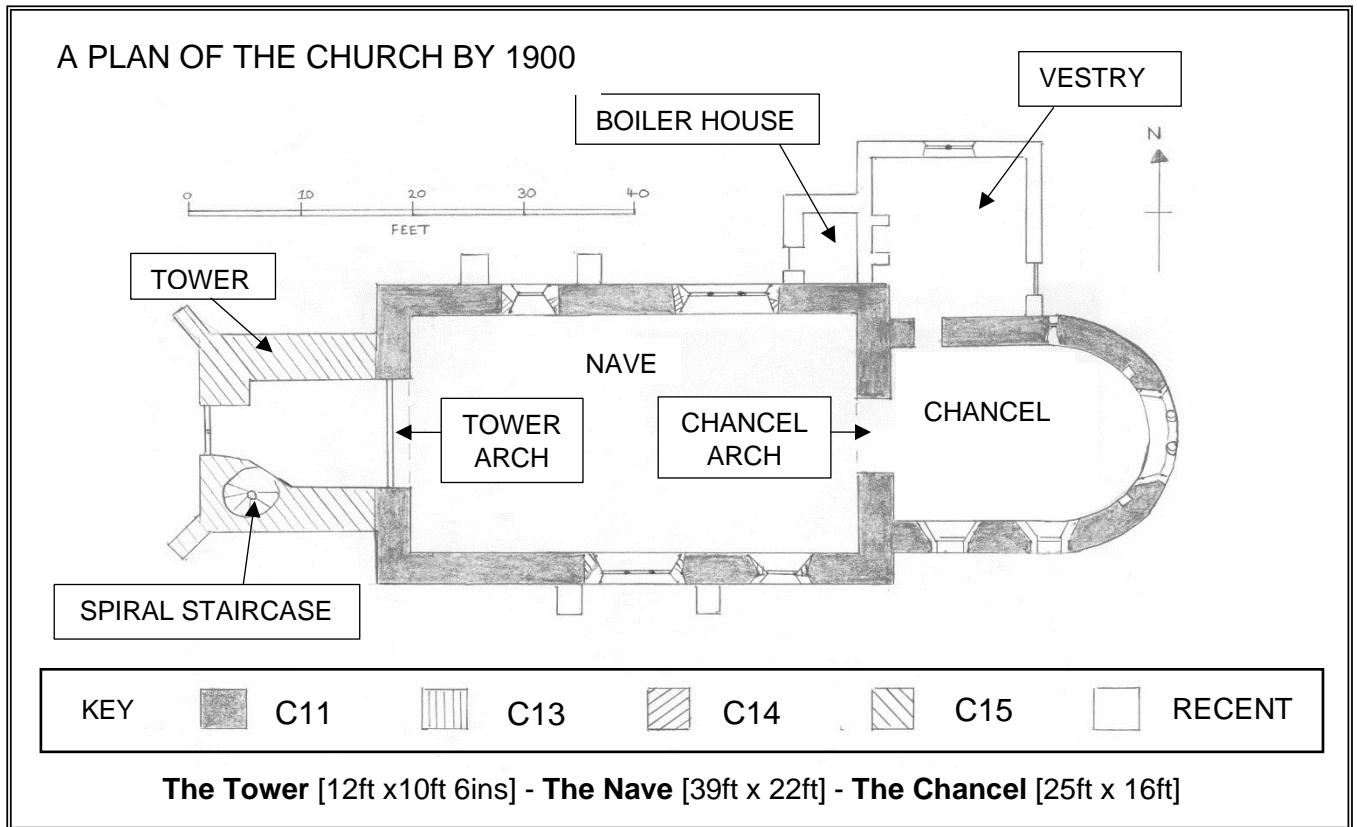 A PLAN OF THE CHURCH BY 1900
VESTRY
BOILER HOUSE
N
0 10 20 30 40
FEET
TOWER
NAVE
CHANCEL
TOWER
ARCH
CHANCEL
ARCH
SPIRAL STAIRCASE
KEY C11 C13 C14 C15 RECENT
The Tower [12ft x10ft 6ins] - The Nave [39ft x 22ft] - The Chancel [25ft x 16ft]